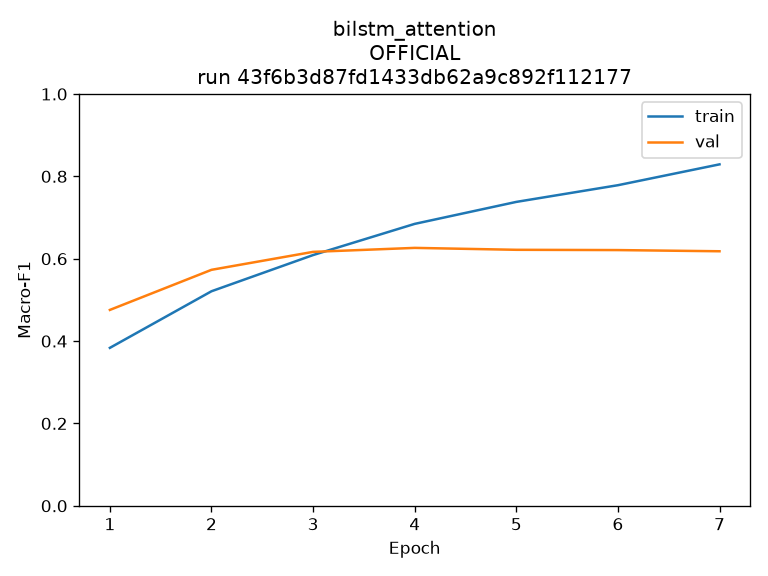 bilstm_attention
OFFICIAL
run 43f6b3d87fd1433db62a9c892f112177
1.0
0.8
0.6
0.4
0.2
0.0
Macro-F1
train
val
1 2 3 4 5 6 7
Epoch